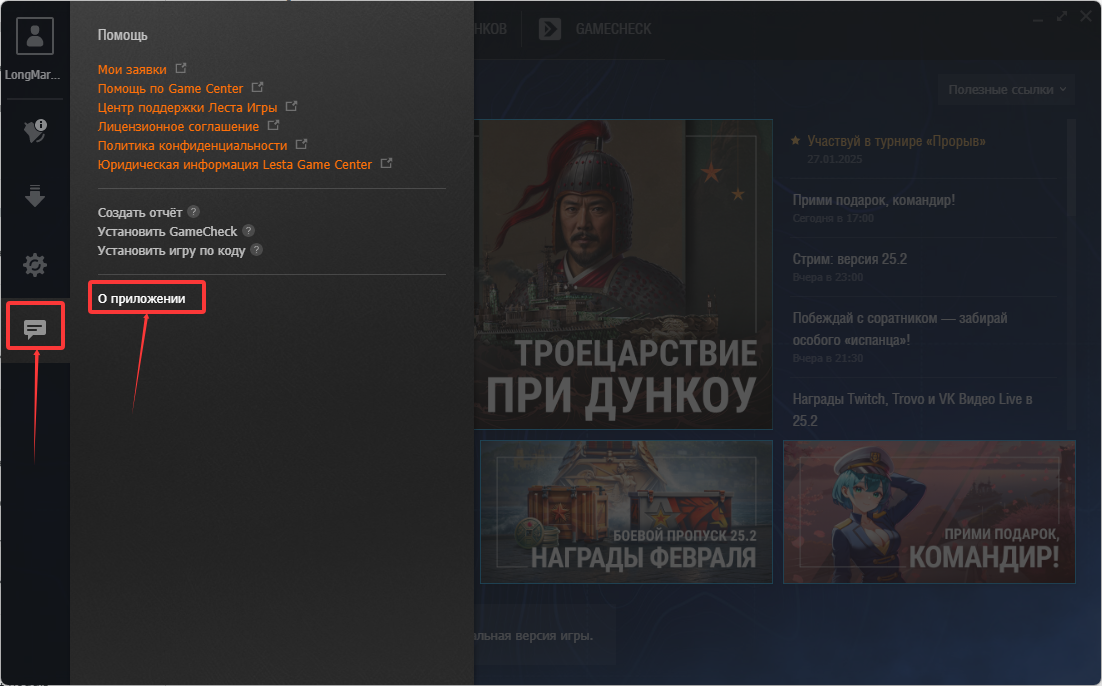 LongMar...
Помощь
Мои заявки
Помощь по Game Center
Центр поддержки Леста Игры
Лицензионное соглашение
Политика конфиденциальности
Юридическая информация Lesta Game Center
Создать отчёт ?
Установить GameCheck ?
Установить игру по коду ?
О приложении
НКОВ
GAMECHECK
Полезные ссылки
ТРОЕЦАРСТВИЕ
ПРИ ДУНКОУ
Участвуй в турнире «Прорыв»
27.01.2025
Прими подарок, командир!
Сегодня в 17:00
Стрим: версия 25.2
Вчера в 23:00
Побеждай с соратником — забирай
особого «испанца»!
Вчера в 21:30
Награды Twitch, Trovo и VK Видео Live в
25.2
БОЕВОЙ ПРОПУСК 25.2
НАГРАДЫ ФЕВРАЛЯ
ПРИМИ ПОДАРОК,
КОМАНДИР!
льная версия игры.